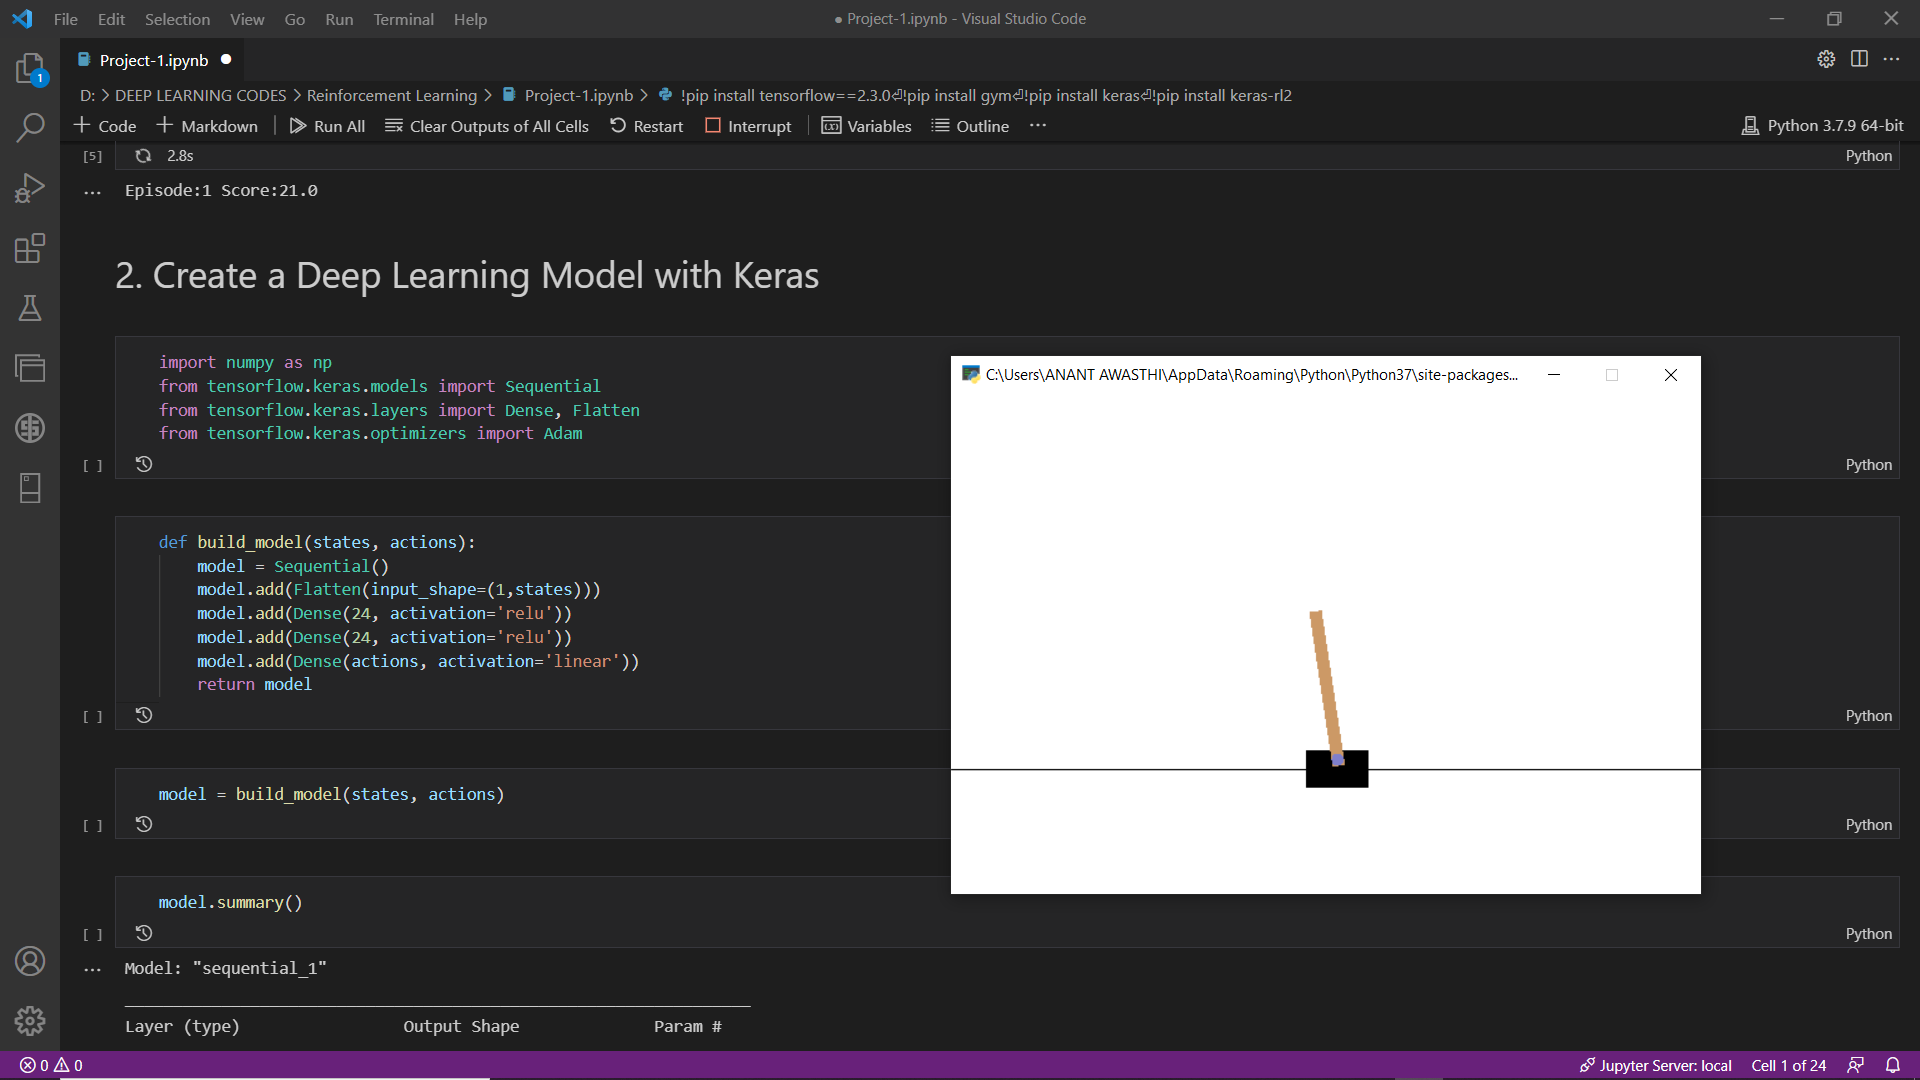 File Edit Selection View Go Run Terminal Help ● Project-1.ipynb - Visual Studio Code
Project-1.ipynb ●
1
D: > DEEP LEARNING CODES > Reinforcement Learning > Project-1.ipynb > !pip install tensorflow==2.3.0⏎!pip install gym⏎!pip install keras⏎!pip install keras-rl2
+ Code + Markdown Run All Clear Outputs of All Cells Restart Interrupt Variables Outline ··· Python 3.7.9 64-bit
[5] 2.8s Python
... Episode:1 Score:21.0
2. Create a Deep Learning Model with Keras
import numpy as np
from tensorflow.keras.models import Sequential
from tensorflow.keras.layers import Dense, Flatten
from tensorflow.keras.optimizers import Adam
[ ] Python
C:\Users\ANANT AWASTHI\AppData\Roaming\Python\Python37\site-packages...
def build_model(states, actions):
model = Sequential()
model.add(Flatten(input_shape=(1,states)))
model.add(Dense(24, activation='relu'))
model.add(Dense(24, activation='relu'))
model.add(Dense(actions, activation='linear'))
return model
[ ] Python
model = build_model(states, actions)
[ ] Python
model.summary()
[ ] Python
... Model: "sequential_1"
Layer (type) Output Shape Param #
0 0 Jupyter Server: local Cell 1 of 24